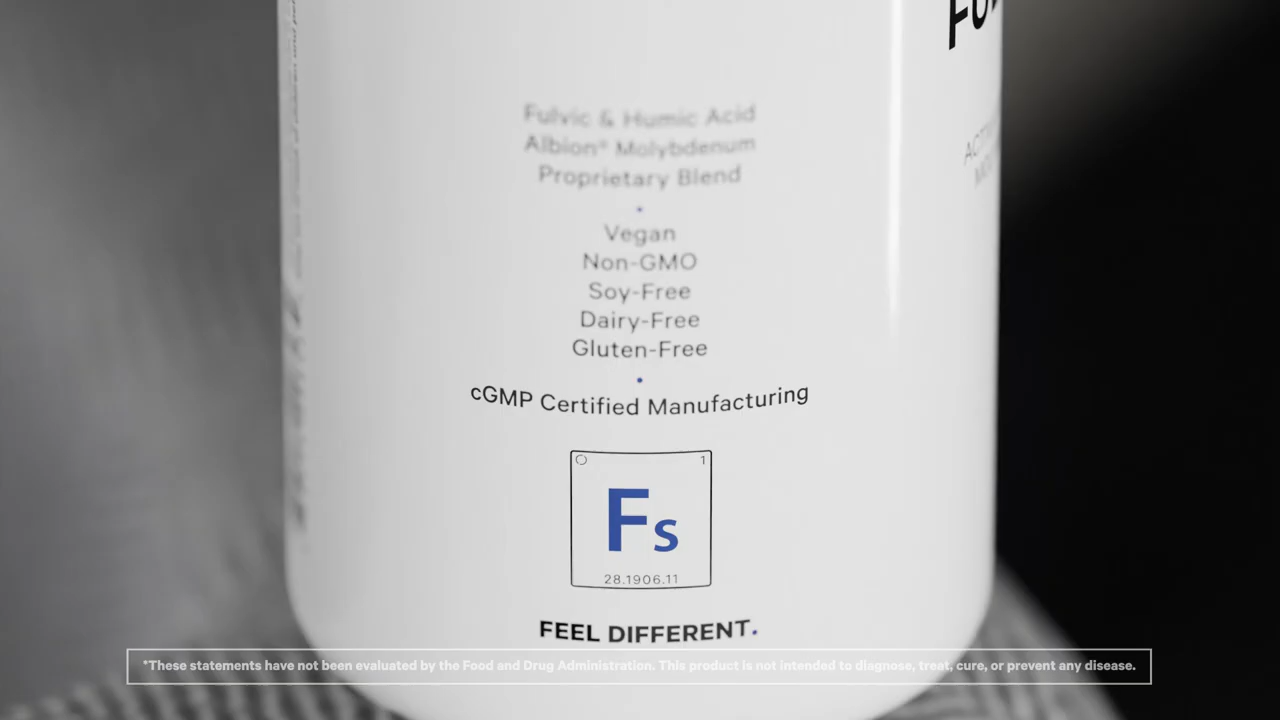 Fulvic & Humic Acid
Albion® Molybdenum
Proprietary Blend
Vegan
Non-GMO
Soy-Free
Dairy-Free
Gluten-Free
cGMP Certified Manufacturing
1
Fs
28.1906.11
FEEL DIFFERENT.
*These statements have not been evaluated by the Food and Drug Administration. This product is not intended to diagnose, treat, cure, or prevent any disease.